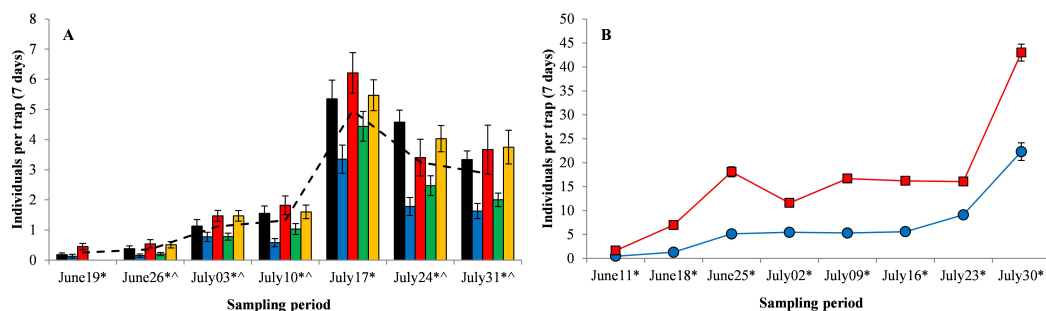 A
Individuals per trap (7 days)
8
7
6
5
4
3
2
1
0
June19* June26*^ July03*^ July10*^ July17* July24*^ July31*^
Sampling period
B
Individuals per trap (7 days)
50
45
40
35
30
25
20
15
10
5
0
June11* June18* June25* July02* July09* July16* July23* July30*
Sampling period